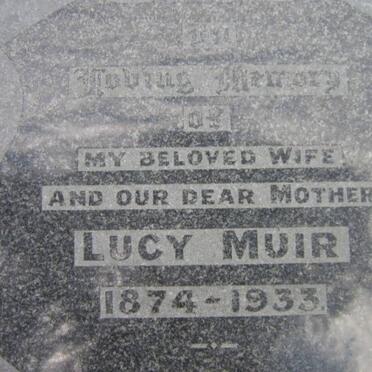 In
Loving Memory
of
MY BELOVED WIFE
AND OUR DEAR MOTHER
LUCY MUIR
1874-1933